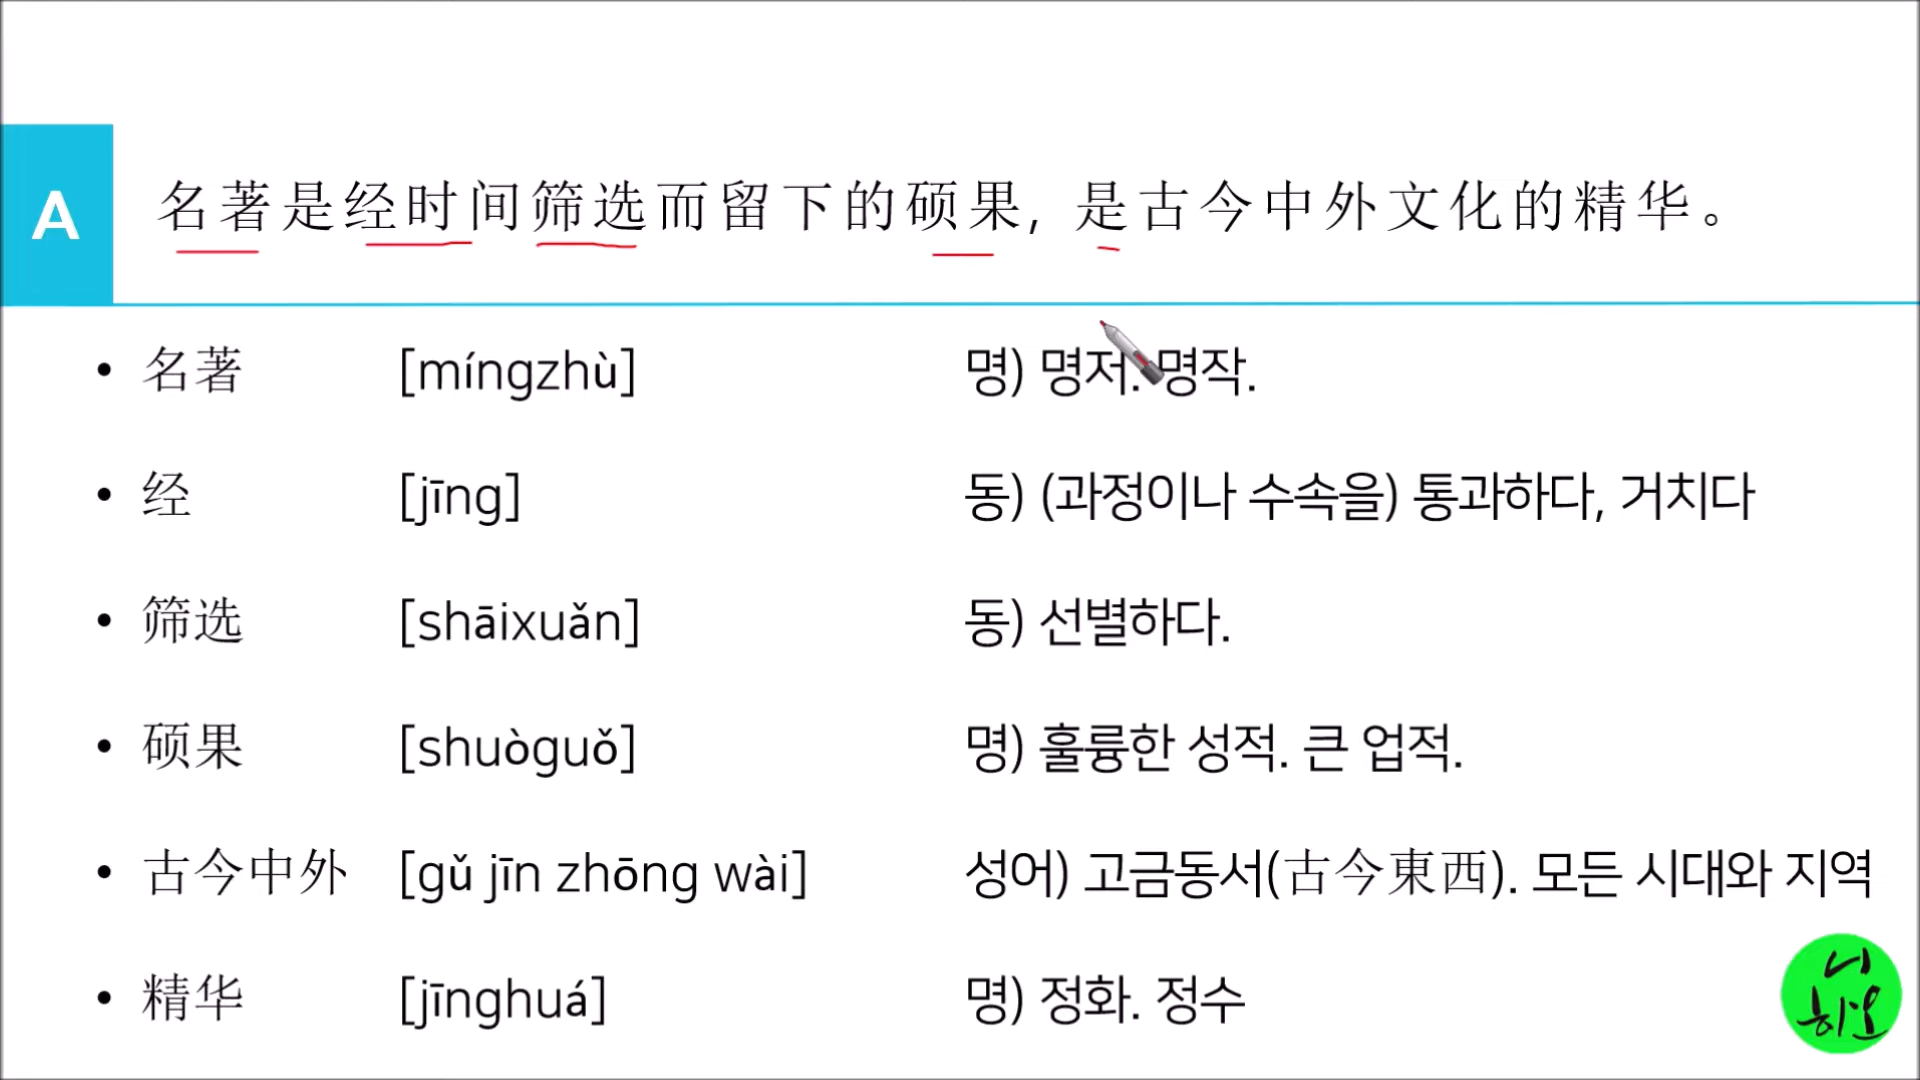 A
名著是经时间筛选而留下的硕果，是古今中外文化的精华。
• 名著 [míngzhù] 명) 명저. 명작.
• 经 [jīng] 동) (과정이나 수속을) 통과하다, 거치다
• 筛选 [shāixuǎn] 동) 선별하다.
• 硕果 [shuòguǒ] 명) 훌륭한 성적. 큰 업적.
• 古今中外 [gǔ jīn zhōng wài] 성어) 고금동서(古今東西). 모든 시대와 지역
• 精华 [jīnghuá] 명) 정화. 정수
니
하오